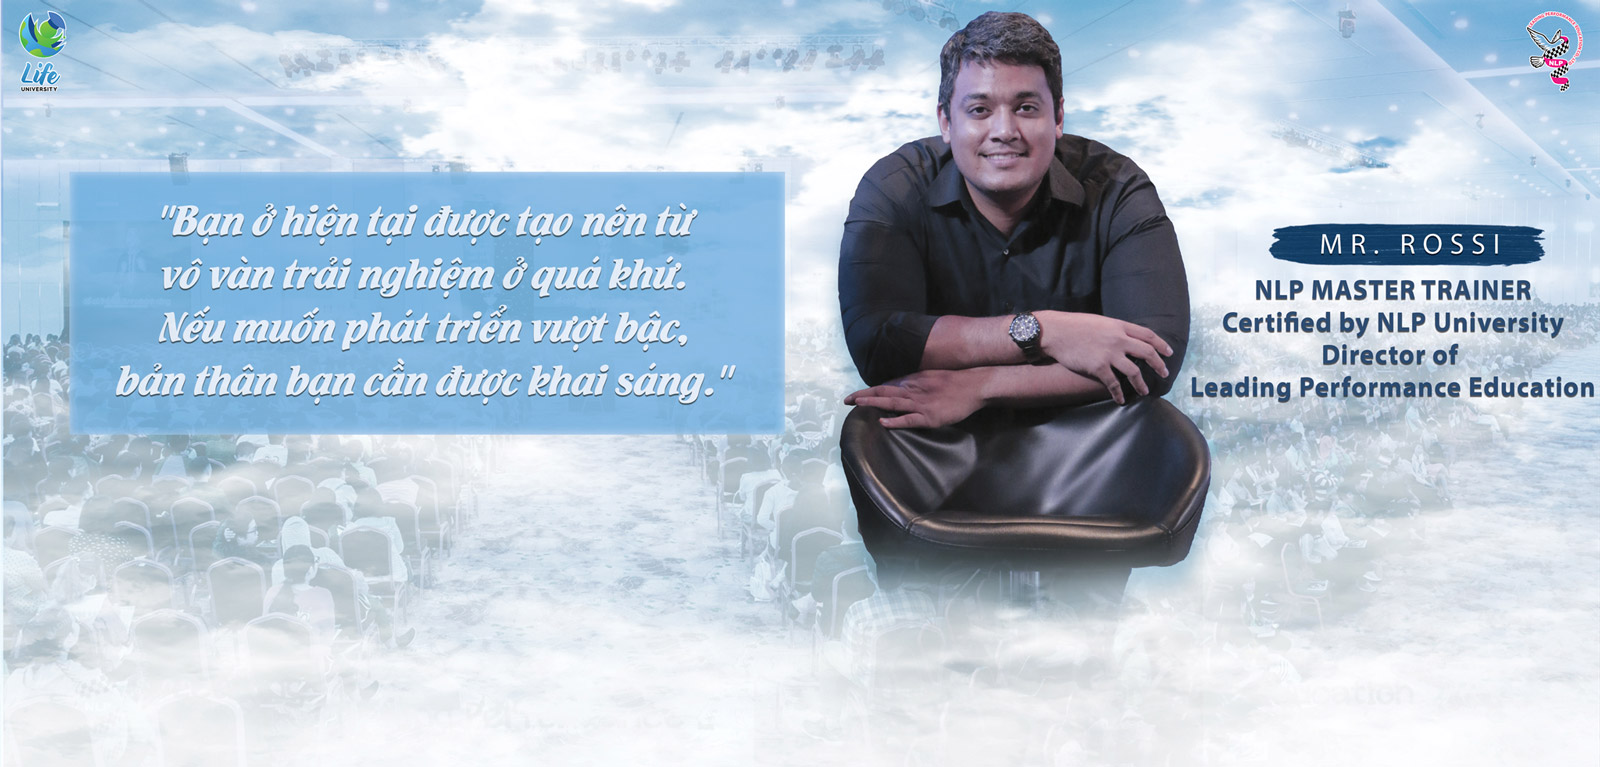 Life
UNIVERSITY
"Bạn ở hiện tại được tạo nên từ
vô vàn trải nghiệm ở quá khứ.
Nếu muốn phát triển vượt bậc,
bản thân bạn cần được khai sáng."
MR. ROSSI
NLP MASTER TRAINER
Certified by NLP University
Director of
Leading Performance Education
NLP